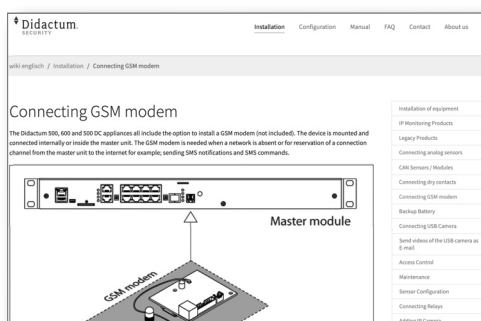 Didactum.
SECURITY
Installation
Configuration
Manual
FAQ
Contact
About us
wiki englisch / Installation / Connecting GSM modem
Connecting GSM modem
The Didactum 500, 600 and 500 DC appliances all include the option to install a GSM modem (not included). The device is mounted and
connected internally or inside the master unit. The GSM modem is needed when a network is absent or for reservation of a connection
channel from the master unit to the internet for example; sending SMS notifications and SMS commands.
Master module
GSM modem
Installation of equipment
IP Monitoring Products
Legacy Products
Connecting analog sensors
CAN Sensors / Modules
Connecting dry contacts
Connecting GSM modem
Backup Battery
Connecting USB Camera
Send videos of the USB camera as
E-mail
Access Control
Maintenance
Sensor Configuration
Connecting Relays
Adding IP Camera